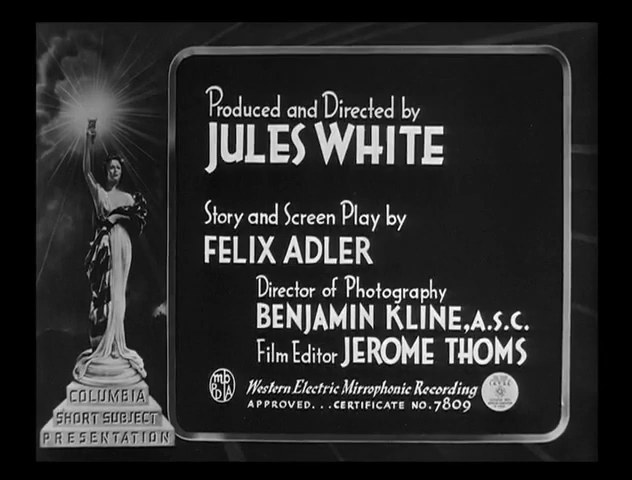 Produced and Directed by
JULES WHITE
Story and Screen Play by
FELIX ADLER
Director of Photography
BENJAMIN KLINE, A.S.C.
Film Editor JEROME THOMS
Western Electric Mirrophonic Recording
APPROVED...CERTIFICATE NO. 7809
COLUMBIA
SHORT SUBJECT
PRESENTATION